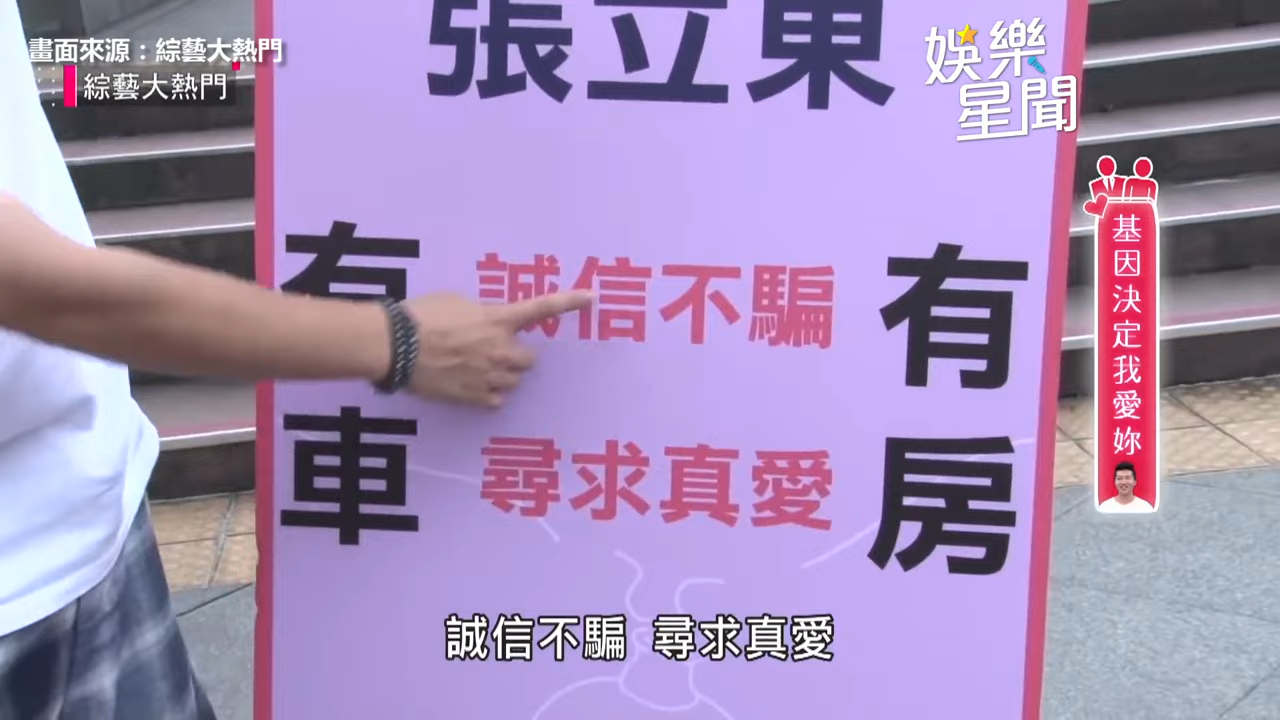 畫面來源：綜藝大熱門
綜藝大熱門
娛樂
星聞
張立東
有車
誠信不騙
尋求真愛
有房
基因決定我愛妳
誠信不騙 尋求真愛